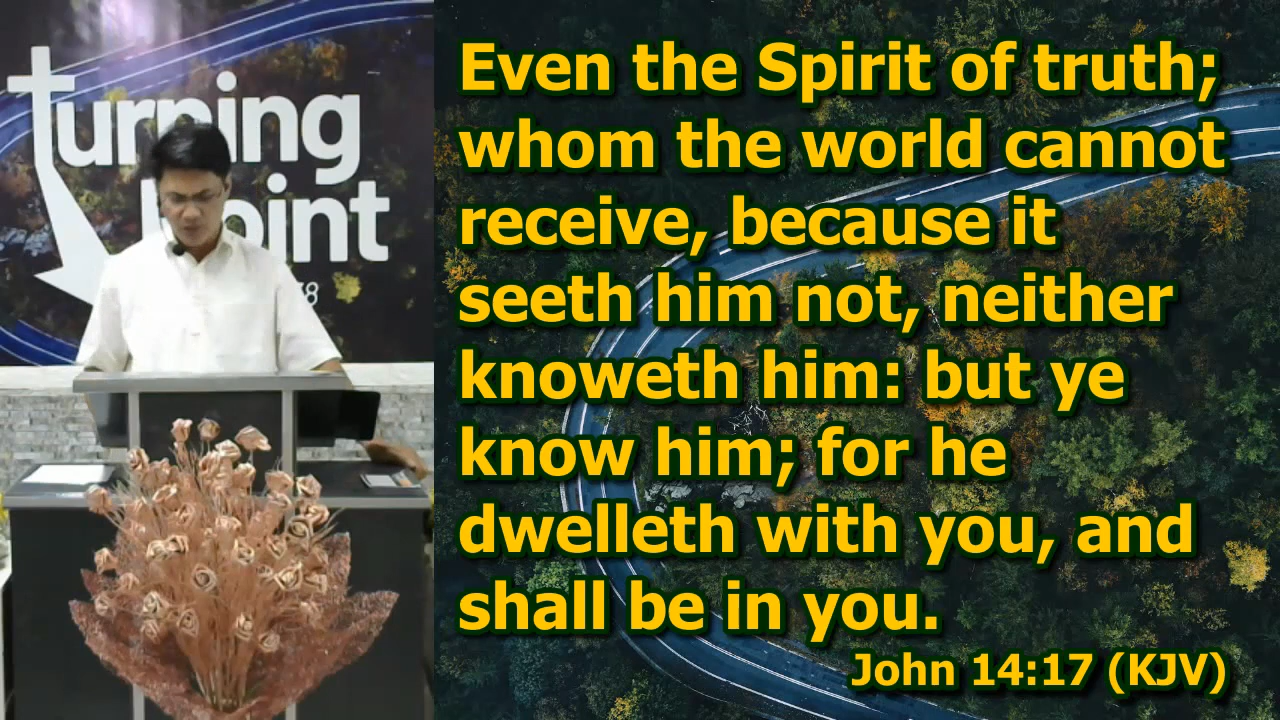 turning
Point
Even the Spirit of truth;
whom the world cannot
receive, because it
seeth him not, neither
knoweth him: but ye
know him; for he
dwelleth with you, and
shall be in you.
John 14:17 (KJV)